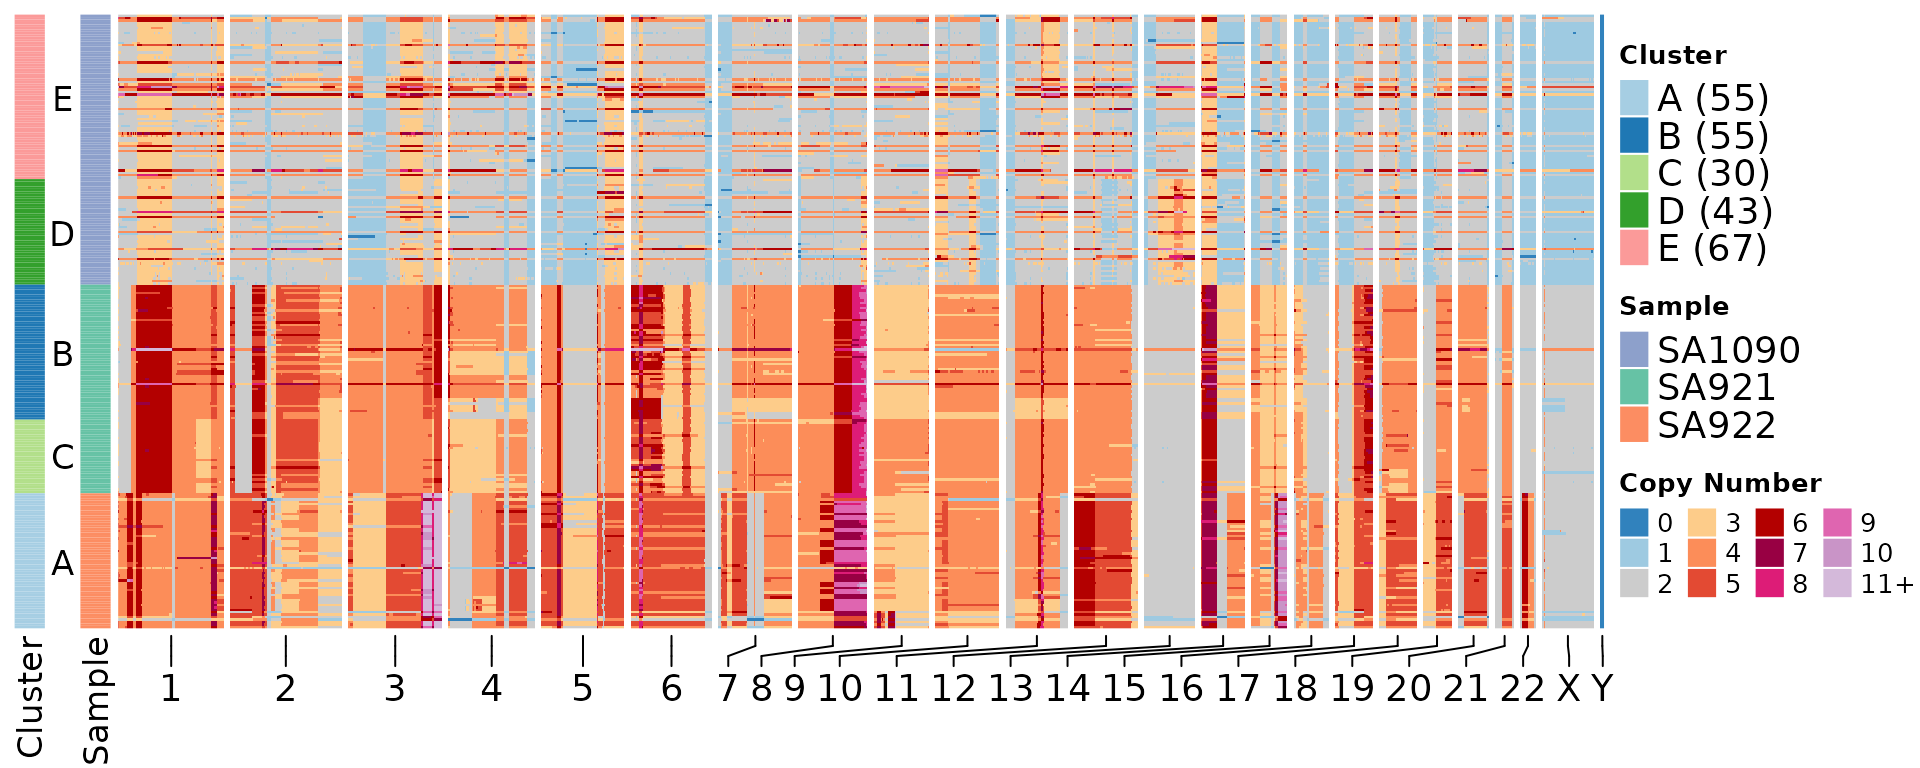 E
D
B
C
A
Cluster
Sample
1 2 3 4 5 6 7 8 9 10 11 12 13 14 15 16 17 18 19 20 21 22 X Y
Cluster
A (55)
B (55)
C (30)
D (43)
E (67)
Sample
SA1090
SA921
SA922
Copy Number
0 3 6 9
1 4 7 10
2 5 8 11+